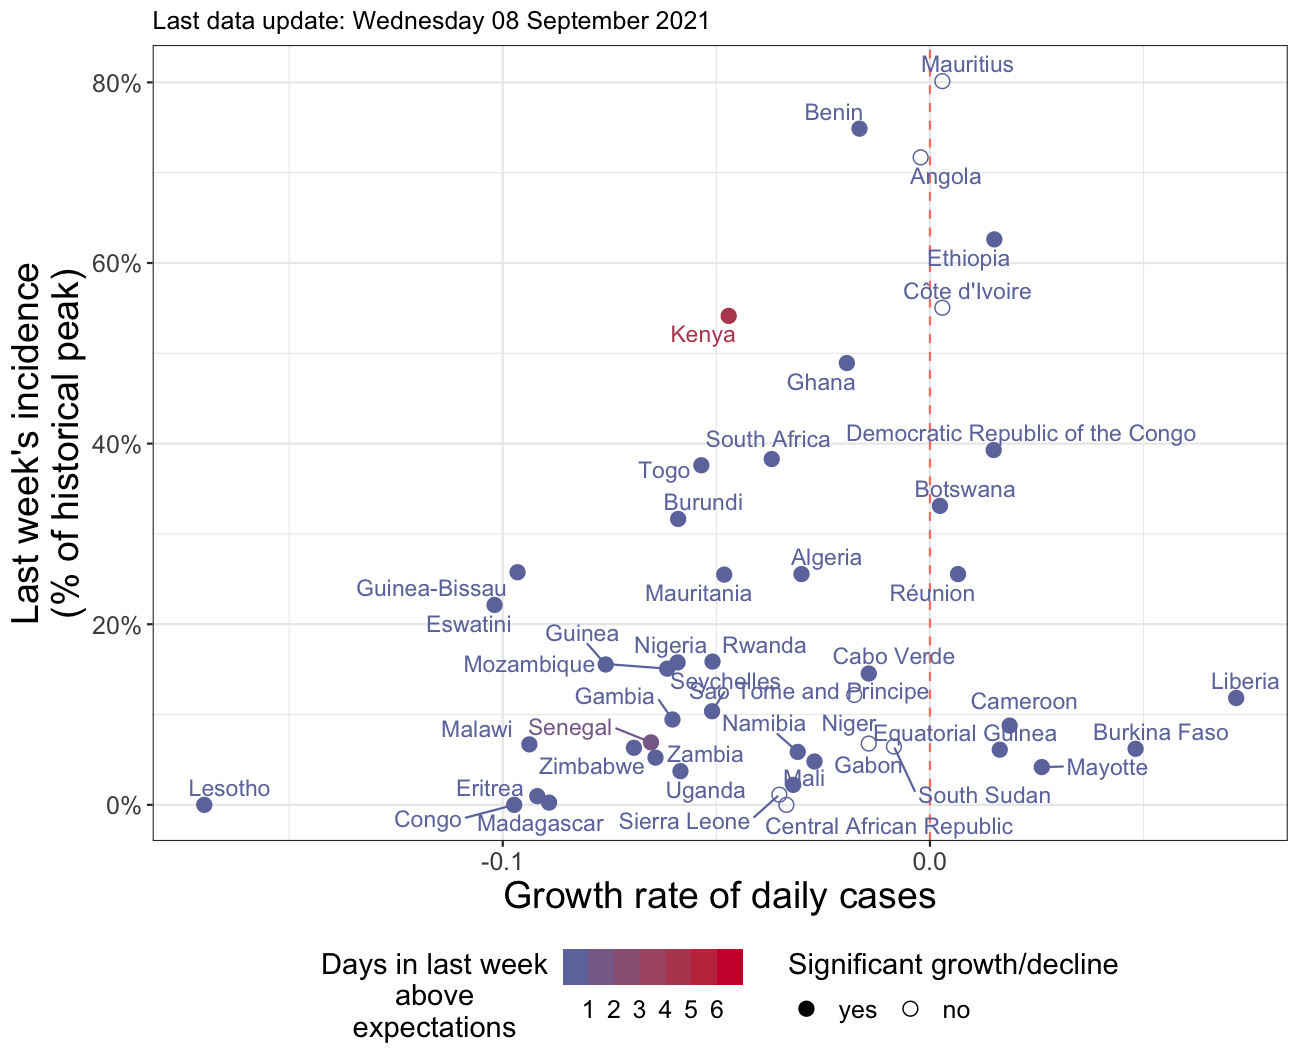 Last data update: Wednesday 08 September 2021
Mauritius
80%
Benin
Angola
60%
Ethiopia
Côte d'Ivoire
Kenya
Ghana
40%
South Africa
Democratic Republic of the Congo
Togo
Botswana
Burundi
Algeria
Guinea-Bissau
Mauritania
Réunion
20%
Eswatini
Guinea
Nigeria
Rwanda
Mozambique
Cabo Verde
Seychelles
Sao Tome and Principe
Liberia
Gambia
Cameroon
Malawi
Senegal
Namibia
Niger
Equatorial Guinea
Burkina Faso
Zimbabwe
Zambia
Gabon
Mayotte
Mali
Lesotho
Eritrea
Uganda
South Sudan
0%
Congo
Madagascar
Sierra Leone
Central African Republic
-0.1
0.0
Last week's incidence
(% of historical peak)
Growth rate of daily cases
Days in last week
above
expectations
1 2 3 4 5 6
Significant growth/decline
yes
no